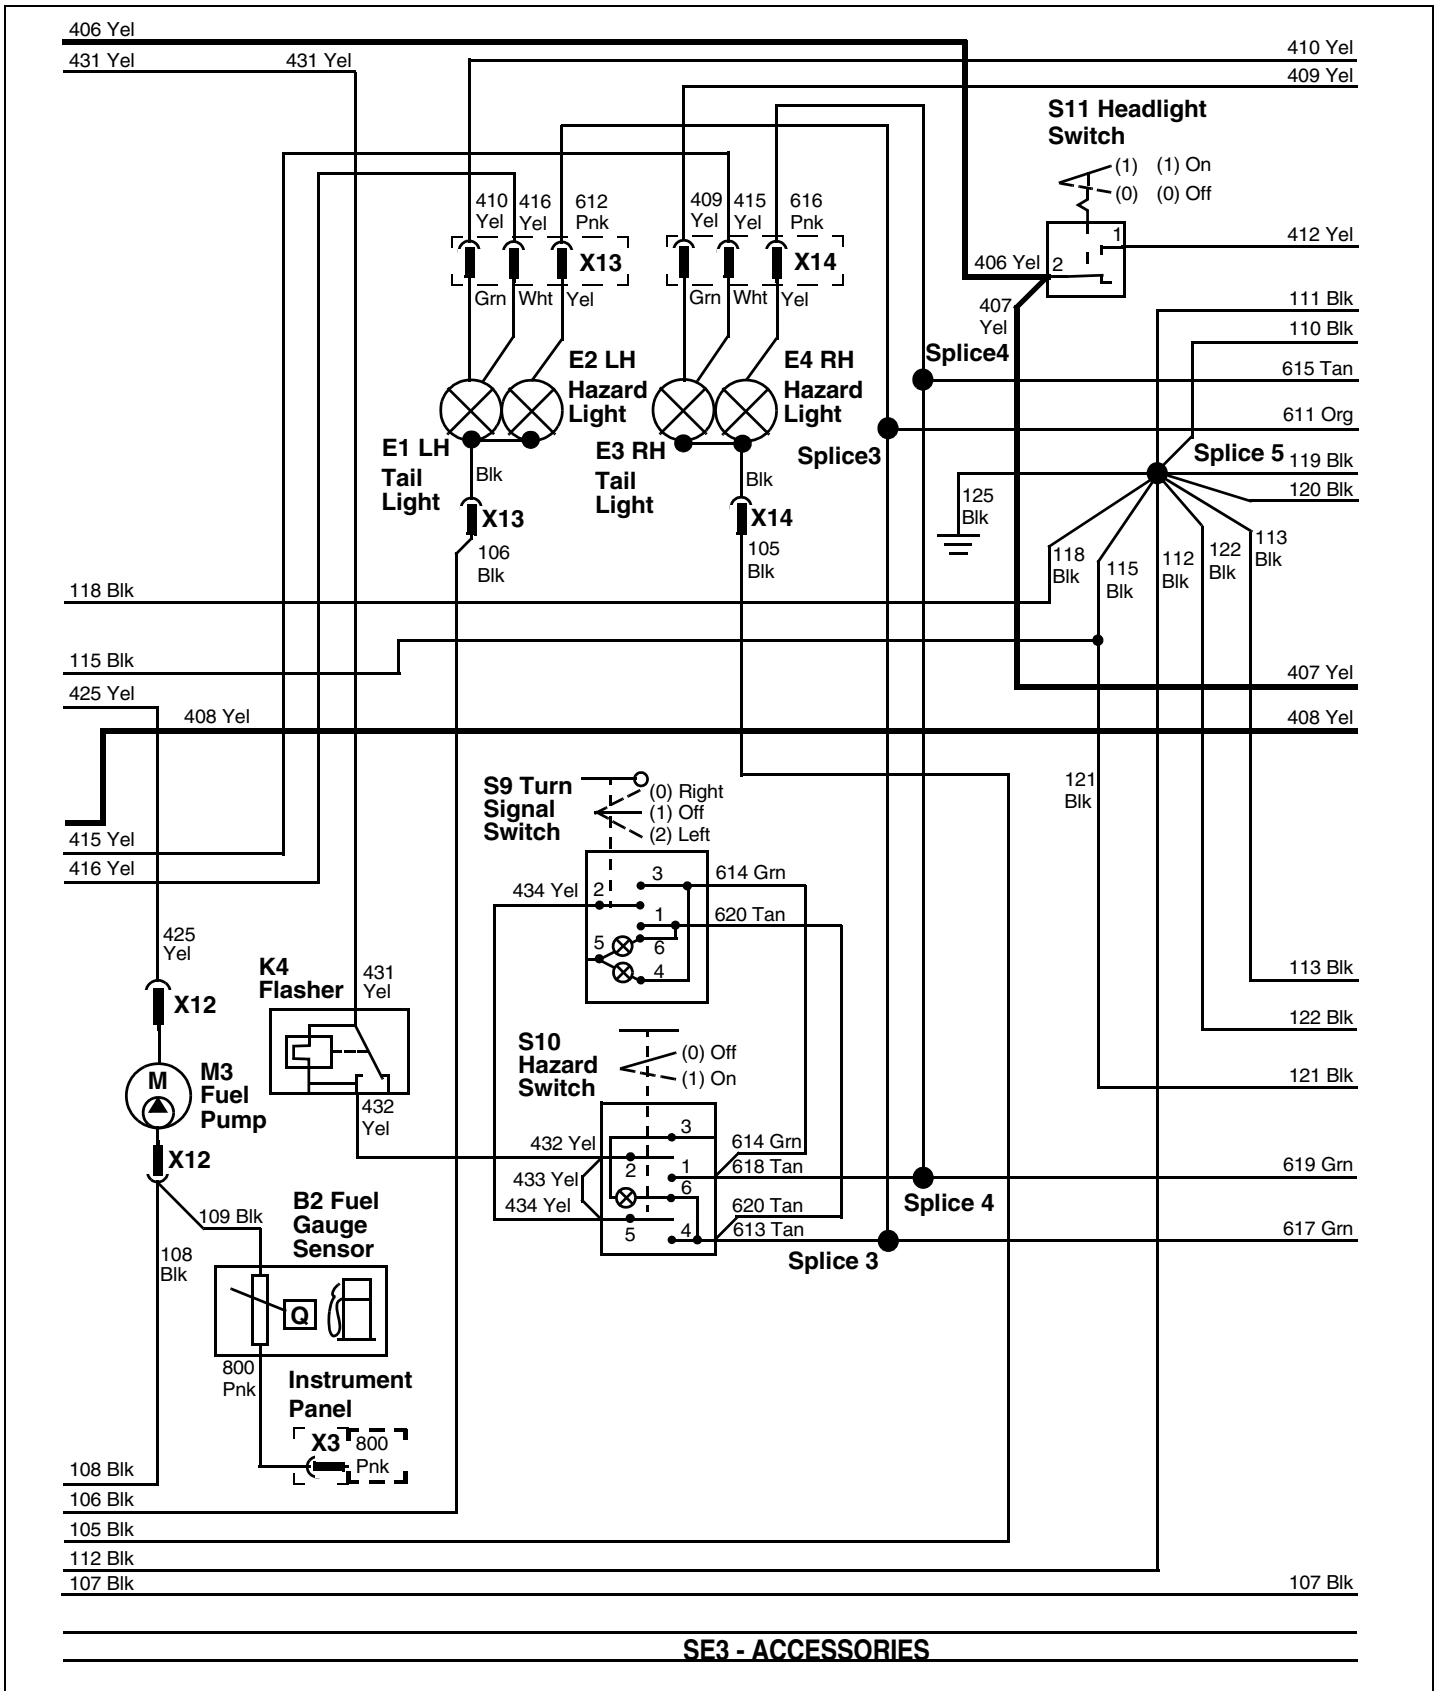 406 Yel
431 Yel
431 Yel
410 Yel
409 Yel
S11 Headlight
Switch
(1) (1) On
(0) (0) Off
410
Yel
416
Yel
612
Pnk
X13
409
Yel
415
Yel
616
Pnk
X14
1
412 Yel
406 Yel
2
Grn
Wht
Yel
Grn
Wht
Yel
407
Yel
111 Blk
110 Blk
Splice4
615 Tan
E2 LH
Hazard
Light
E4 RH
Hazard
Light
611 Org
E1 LH
Tail
Light
E3 RH
Tail
Light
Splice3
Splice 5
119 Blk
120 Blk
Blk
Blk
125
Blk
X13
X14
106
Blk
105
Blk
118
Blk
115
Blk
112
Blk
122
Blk
113
Blk
118 Blk
115 Blk
407 Yel
425 Yel
408 Yel
408 Yel
S9 Turn
Signal
Switch
(0) Right
(1) Off
(2) Left
121
Blk
415 Yel
416 Yel
434 Yel
2
3
614 Grn
1
620 Tan
5
6
4
425
Yel
K4
Flasher
431
Yel
113 Blk
X12
122 Blk
S10
Hazard
Switch
(0) Off
(1) On
M
M3
Fuel
Pump
121 Blk
432
Yel
X12
432 Yel
433 Yel
434 Yel
3
2
1
6
5
4
614 Grn
618 Tan
620 Tan
613 Tan
619 Grn
Splice 4
617 Grn
Splice 3
109 Blk
B2 Fuel
Gauge
Sensor
108
Blk
Q
800
Pnk
Instrument
Panel
X3
800
Pnk
108 Blk
106 Blk
105 Blk
112 Blk
107 Blk
107 Blk
SE3 - ACCESSORIES